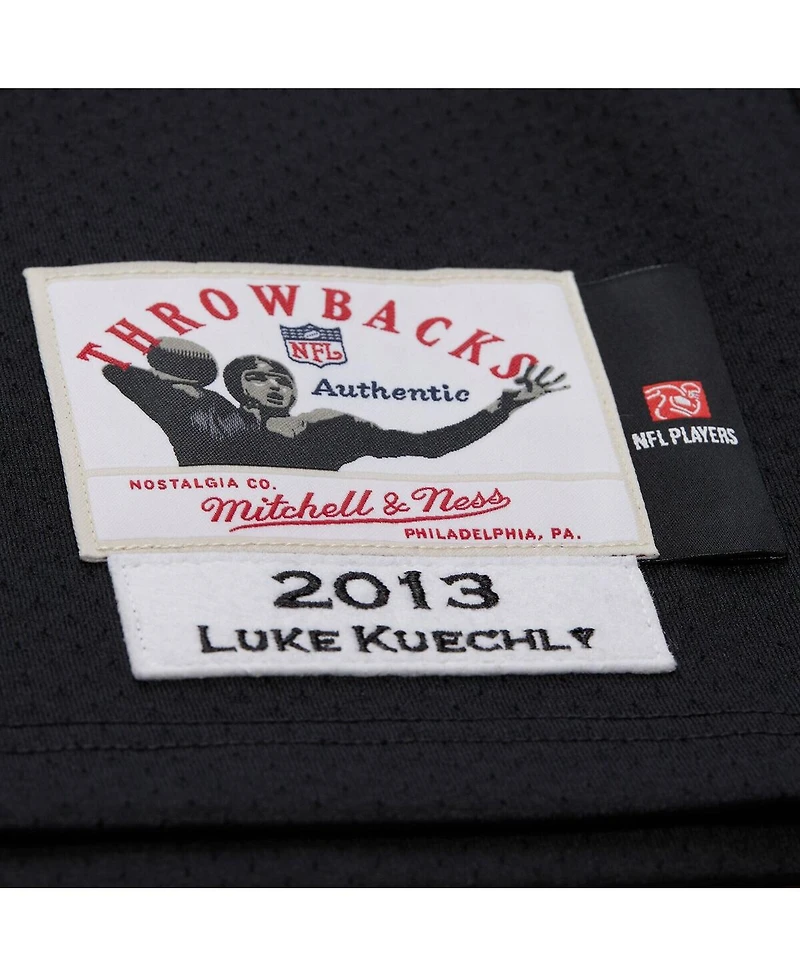 THROWBACKS
NFL
Authentic
NFL PLAYERS
NOSTALGIA CO.
Mitchell & Ness
PHILADELPHIA, PA.
2013
LUKE KUECHLY